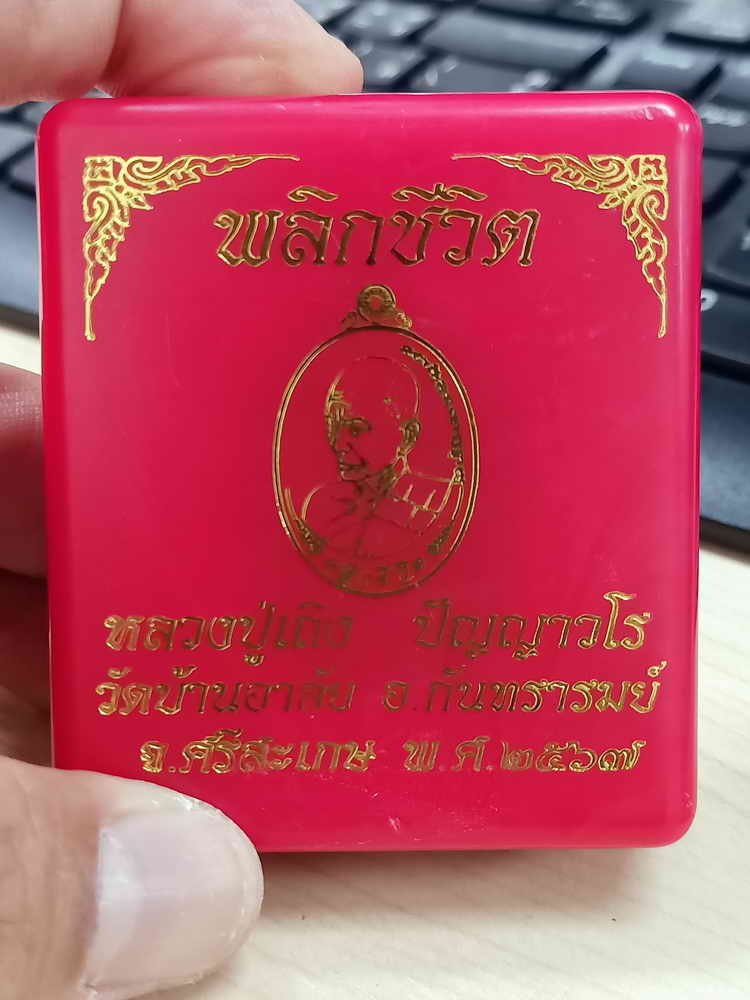 พลิกชีวิต
หลวงปู่เถิง ปัญญาวโร
วัดบ้านอาลัย อ.กันทรารมย์
จ.ศรีสะเกษ พ.ศ.๒๕๖๗